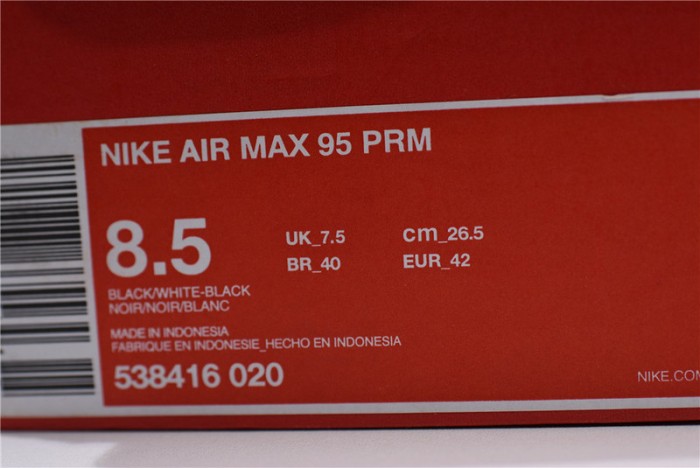 NIKE AIR MAX 95 PRM
8.5
UK_7.5
cm_26.5
BR_40
EUR_42
BLACK/WHITE-BLACK
NOIR/NOIR/BLANC
MADE IN INDONESIA
FABRIQUE EN INDONESIE_HECHO EN INDONESIA
538416 020
NIKE.COM